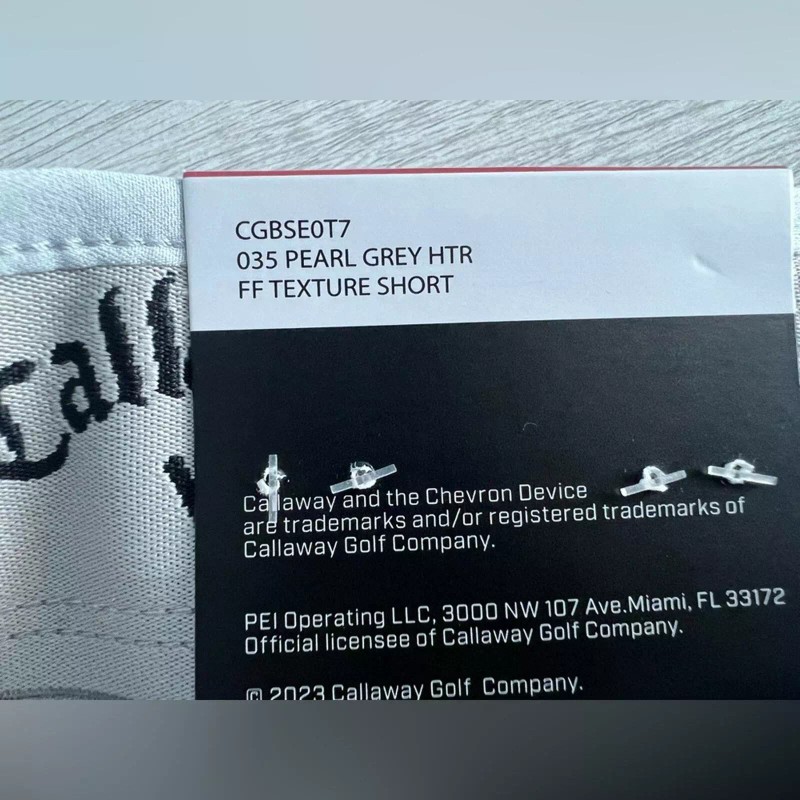 CGBSE0T7
035 PEARL GREY HTR
FF TEXTURE SHORT
Callaway and the Chevron Device
are trademarks and/or registered trademarks of
Callaway Golf Company.
PEI Operating LLC, 3000 NW 107 Ave.Miami, FL 33172
Official licensee of Callaway Golf Company.
© 2023 Callaway Golf Company.